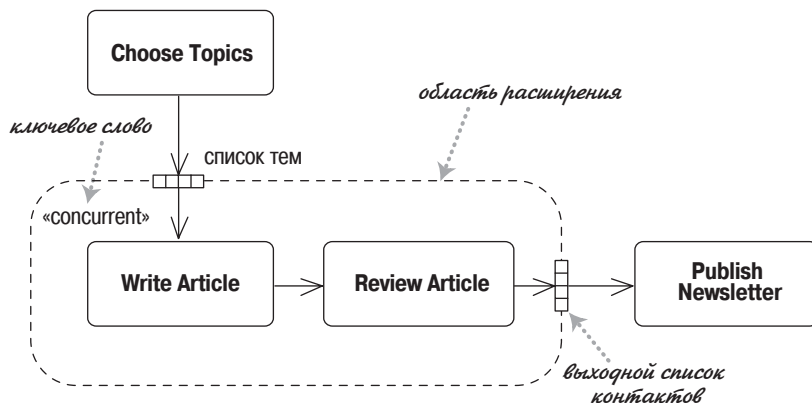 Choose Topics
область расширения
ключевое слово
список тем
«concurrent»
Write Article
Review Article
Publish
Newsletter
выходной список
контактов